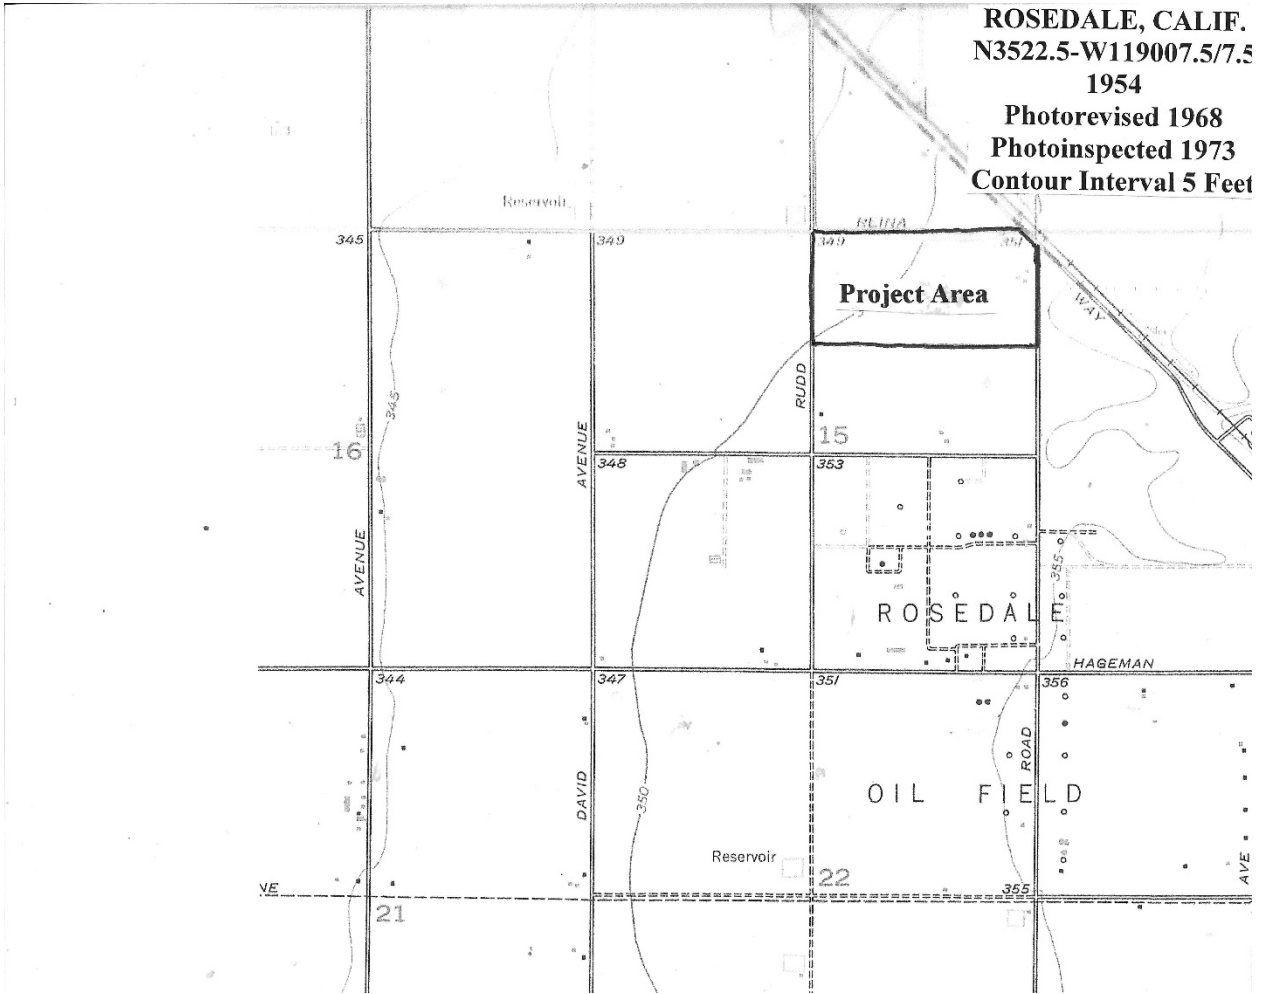 ROSEDALE, CALIF.
N3522.5-W119007.5/7.5
1954
Photorevised 1968
Photoinspected 1973
Contour Interval 5 Feet
Reservoir
RLINA
345
349
349
351
Project Area
WAY
RUDD
345
AVENUE
16
15
348
353
AVENUE
355
ROSEDALE
HAGEMAN
344
347
351
356
ROAD
DAVID
350
OIL FIELD
Reservoir
AVE
22
VE
355
21